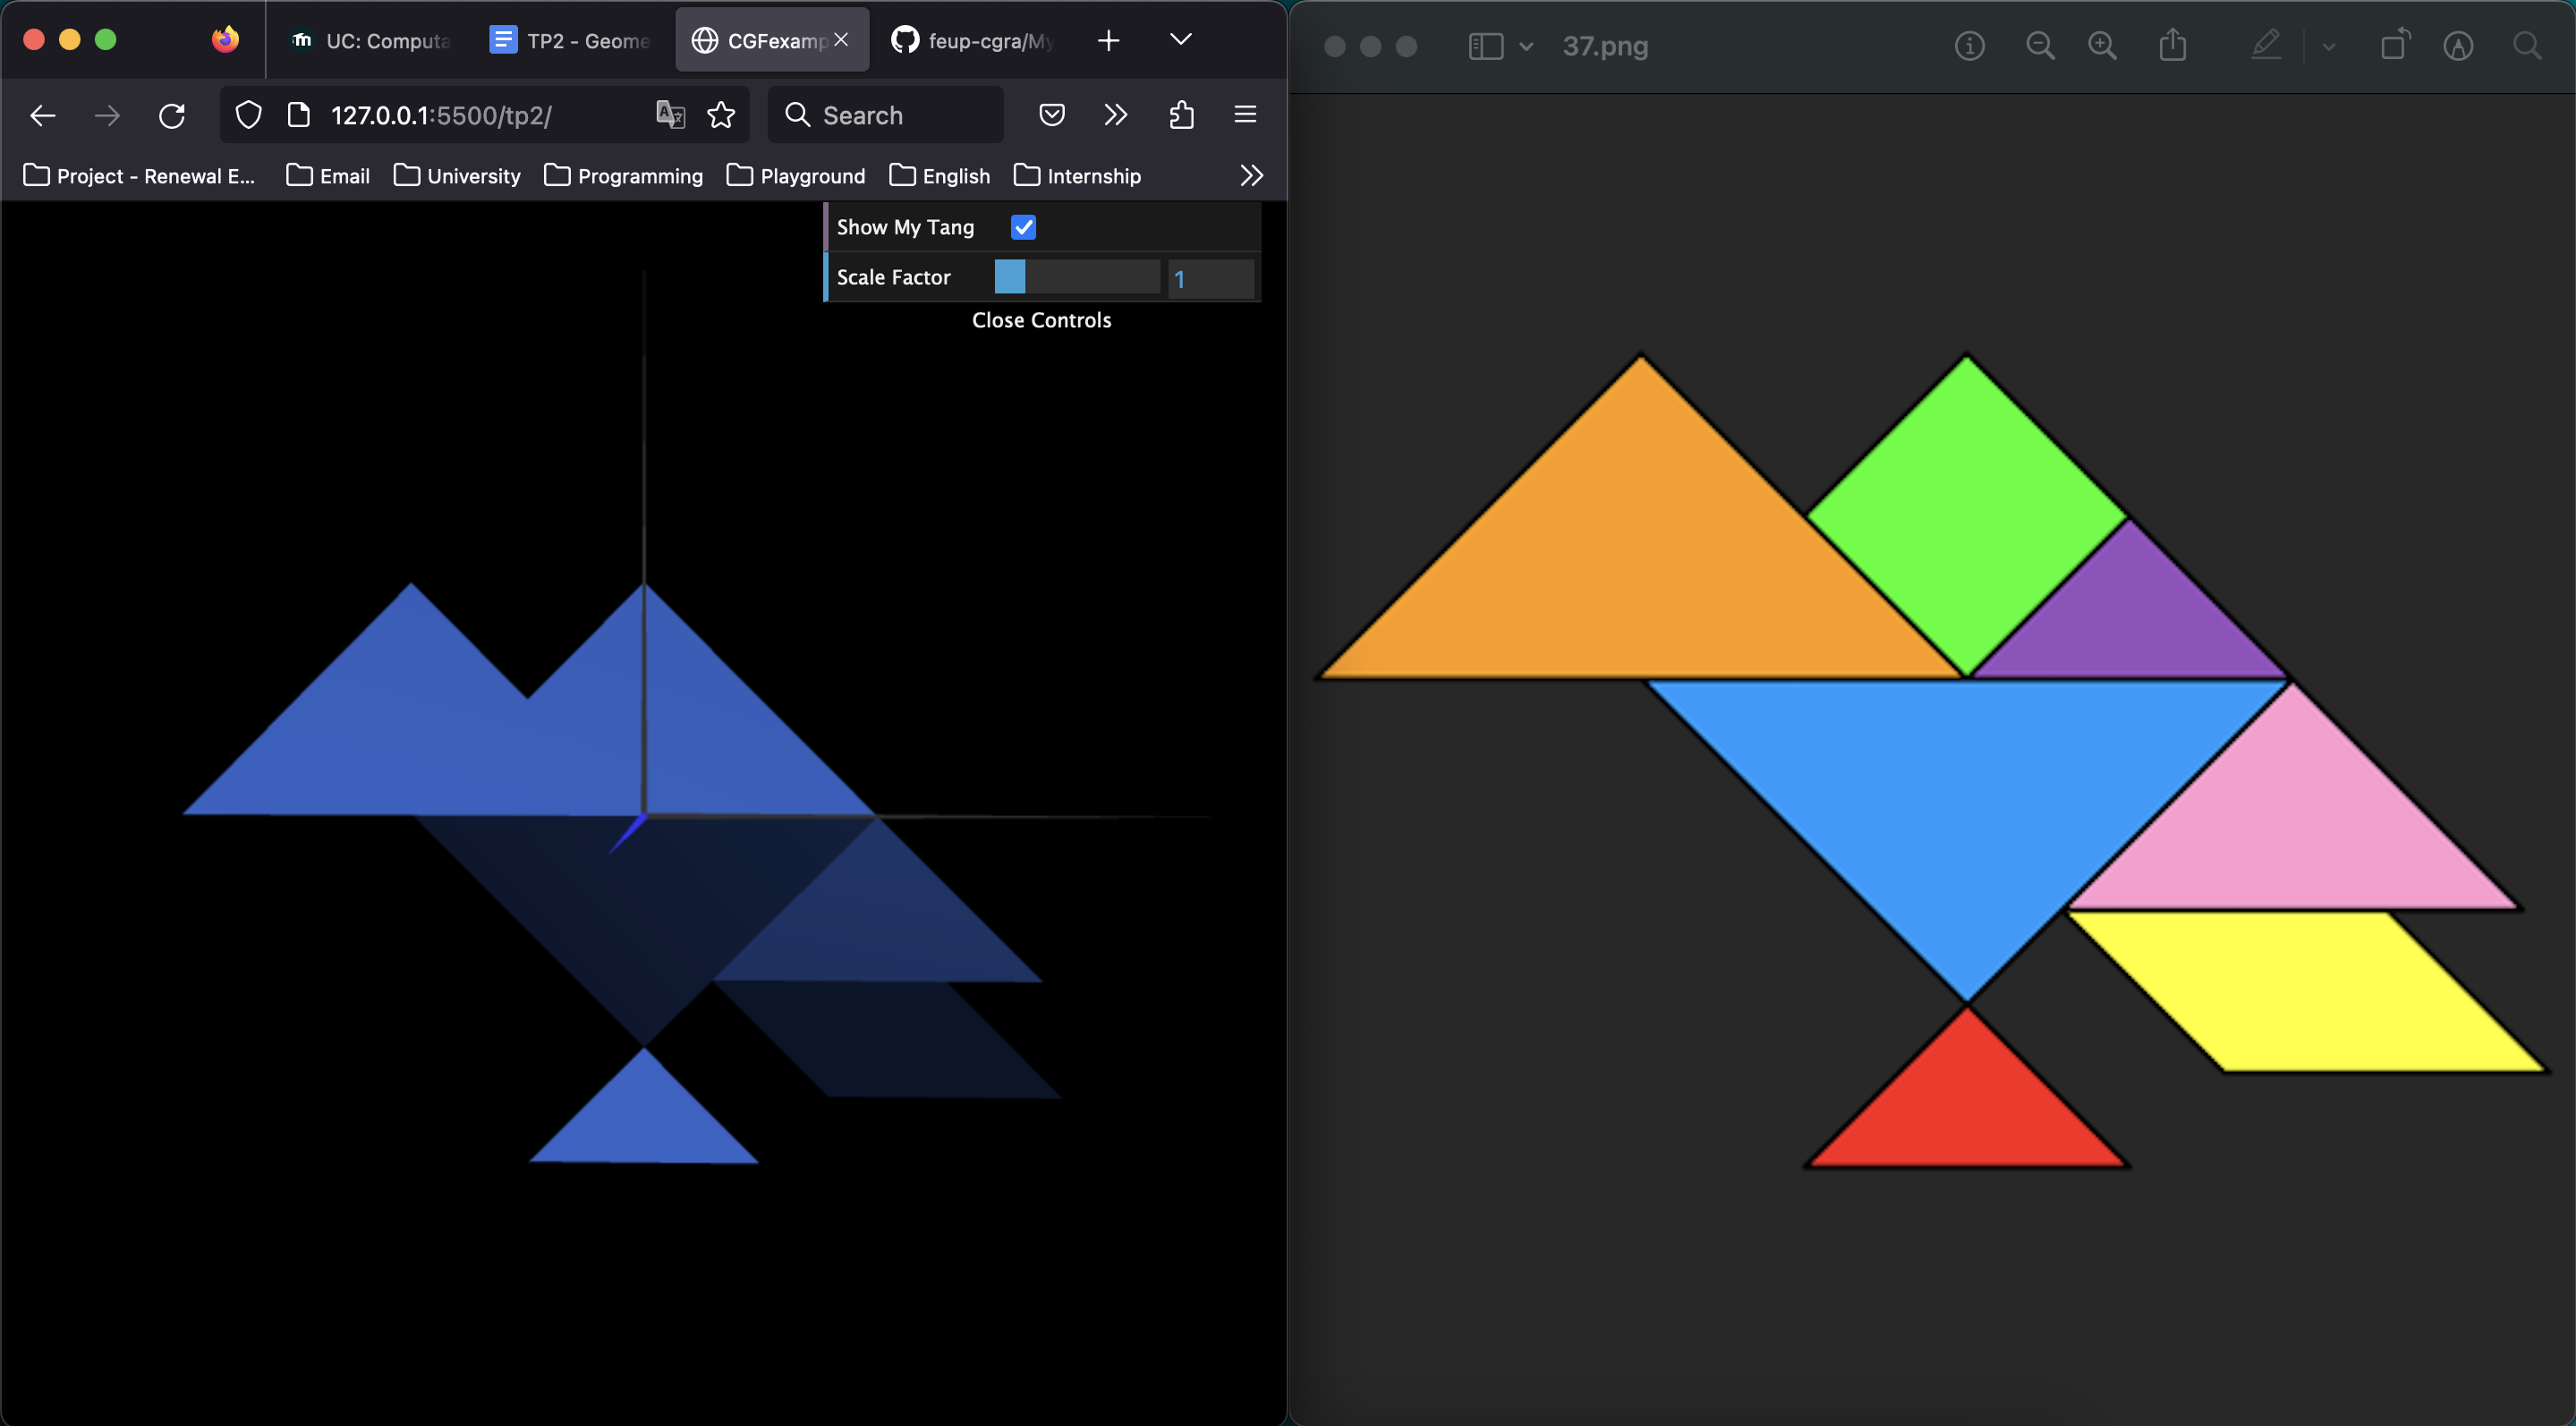 UC: Computa
TP2 - Geome
CGFexamp
feup-cgra/My
127.0.0.1:5500/tp2/
Search
Project - Renewal E...
Email
University
Programming
Playground
English
Internship
Show My Tang
Scale Factor
1
Close Controls
37.png